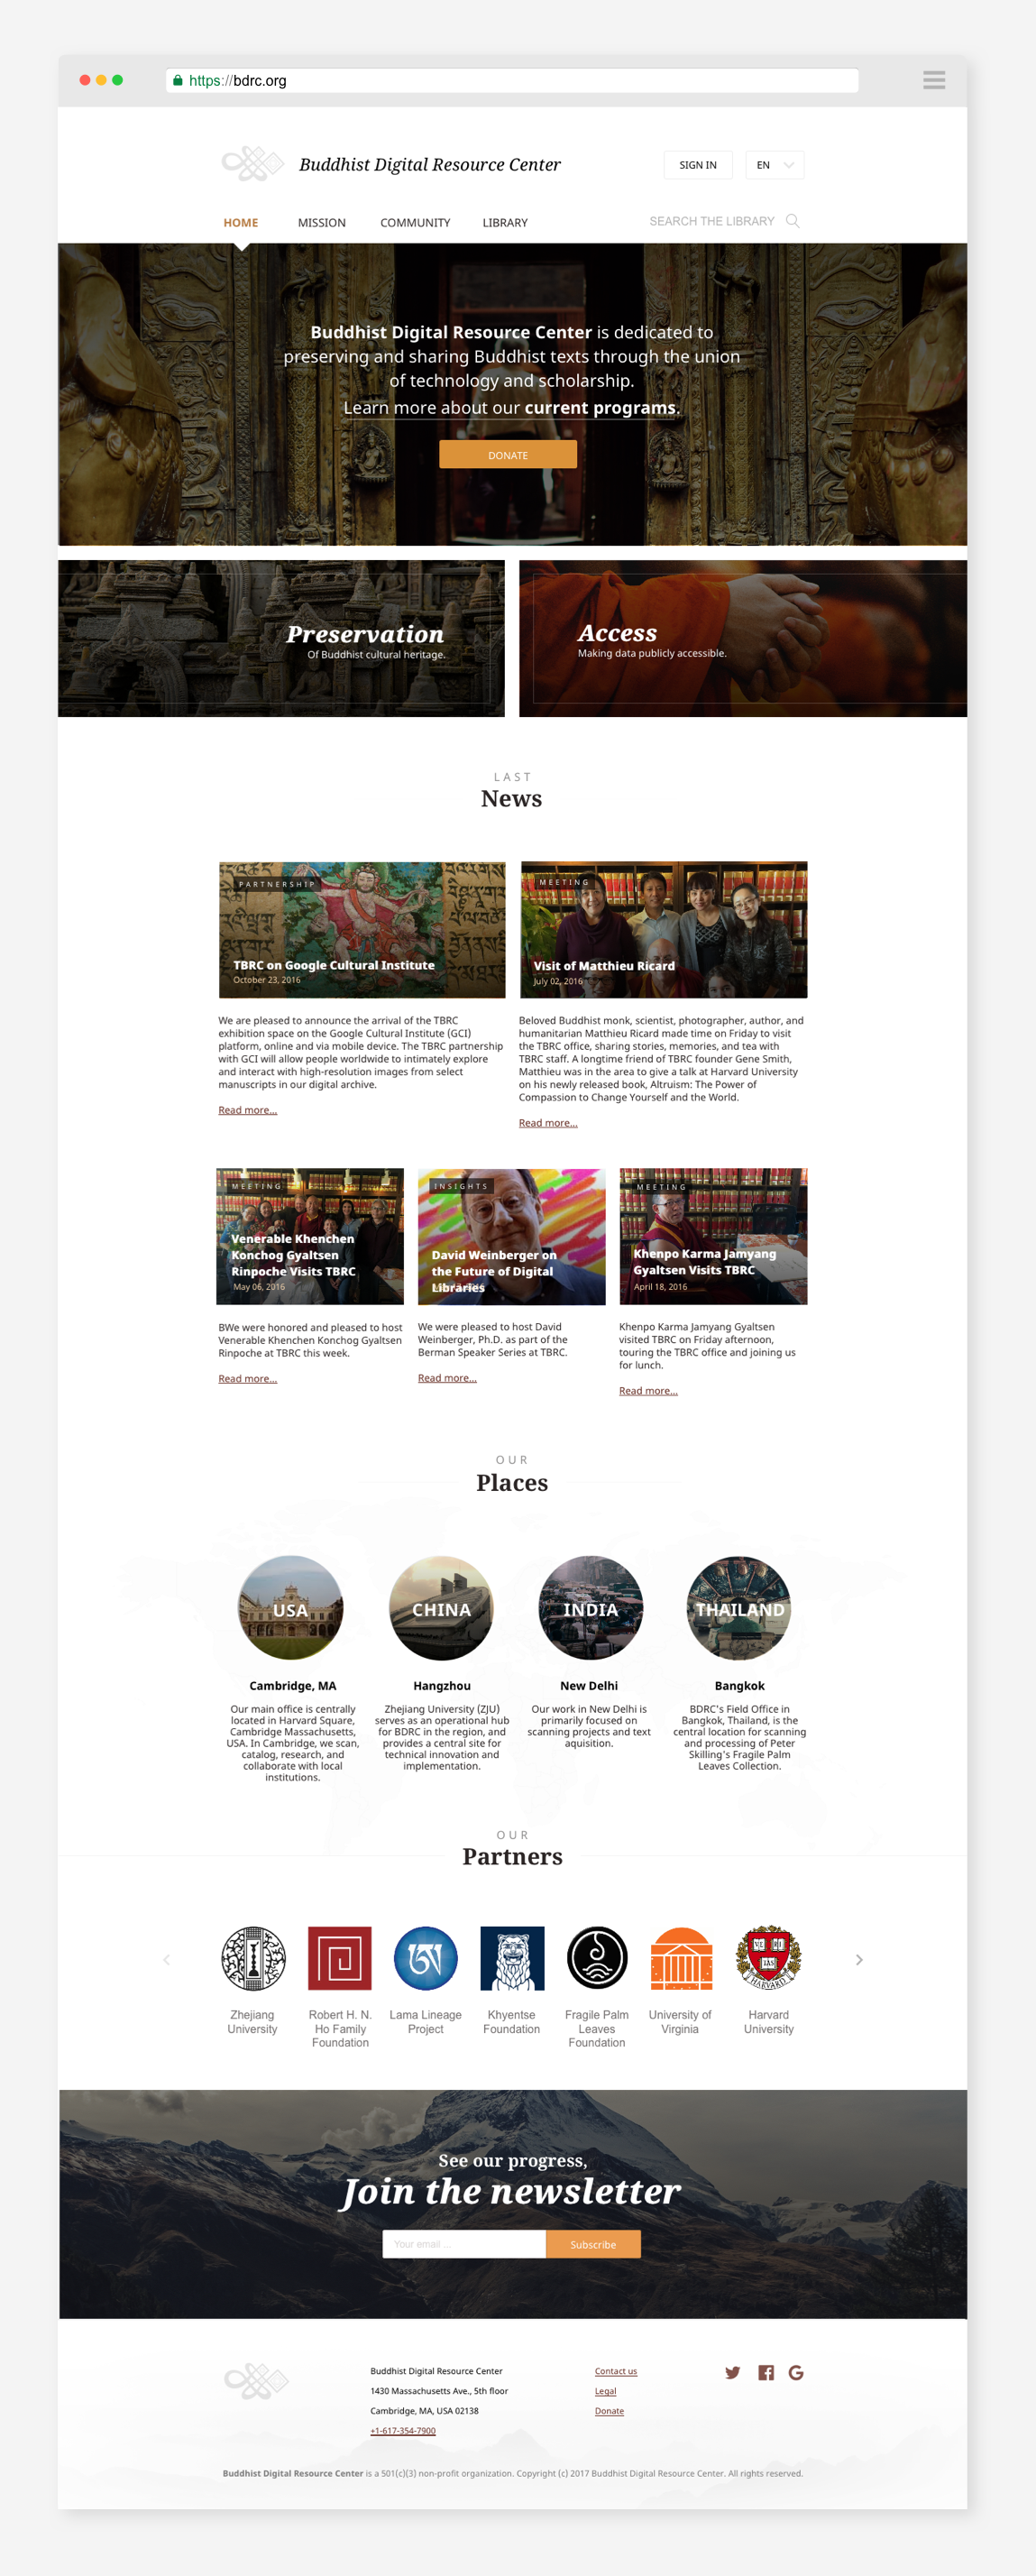 https://bdrc.org
Buddhist Digital Resource Center
SIGN IN
EN
HOME
MISSION
COMMUNITY
LIBRARY
SEARCH THE LIBRARY
Buddhist Digital Resource Center is dedicated to
preserving and sharing Buddhist texts through the union
of technology and scholarship.
Learn more about our current programs.
DONATE
Preservation
Of Buddhist cultural heritage.
Access
Making data publicly accessible.
LAST
News
PARTNERSHIP
TBRC on Google Cultural Institute
October 23, 2016
We are pleased to announce the arrival of the TBRC
exhibition space on the Google Cultural Institute (GCI)
platform, online and via mobile device. The TBRC partnership
with GCI will allow people worldwide to intimately explore
and interact with high-resolution images from select
manuscripts in our digital archive.
Read more...
MEETING
Visit of Matthieu Ricard
July 02, 2016
Beloved Buddhist monk, scientist, photographer, author, and
humanitarian Matthieu Ricard made time on Friday to visit
the TBRC office, sharing stories, memories, and tea with
TBRC staff. A longtime friend of TBRC founder Gene Smith,
Matthieu was in the area to give a talk at Harvard University
on his newly released book, Altruism: The Power of
Compassion to Change Yourself and the World.
Read more...
MEETING
Venerable Khenchen
Konchog Gyaltsen
Rinpoche Visits TBRC
May 06, 2016
BWe were honored and pleased to host
Venerable Khenchen Konchog Gyaltsen
Rinpoche at TBRC this week.
Read more...
INSIGHTS
David Weinberger on
the Future of Digital
Libraries
We were pleased to host David
Weinberger, Ph.D. as part of the
Berman Speaker Series at TBRC.
Read more...
MEETING
Khenpo Karma Jamyang
Gyaltsen Visits TBRC
April 18, 2016
Khenpo Karma Jamyang Gyaltsen
visited TBRC on Friday afternoon,
touring the TBRC office and joining us
for lunch.
Read more...
OUR
Places
USA
Cambridge, MA
Our main office is centrally
located in Harvard Square,
Cambridge Massachusetts,
USA. In Cambridge, we scan,
catalog, research, and
collaborate with local
institutions.
CHINA
Hangzhou
Zhejiang University (ZJU)
serves as an operational hub
for BDRC in the region, and
provides a central site for
technical innovation and
implementation.
INDIA
New Delhi
Our work in New Delhi is
primarily focused on
scanning projects and text
aquisition.
THAILAND
Bangkok
BDRC's Field Office in
Bangkok, Thailand, is the
central location for scanning
and processing of Peter
Skilling's Fragile Palm
Leaves Collection.
OUR
Partners
Zhejiang
University
Robert H. N.
Ho Family
Foundation
Lama Lineage
Project
Khyentse
Foundation
Fragile Palm
Leaves
Foundation
University of
Virginia
VE RI
TAS
HARVARD
Harvard
University
See our progress,
Join the newsletter
Your email ...
Subscribe
Buddhist Digital Resource Center
1430 Massachusetts Ave., 5th floor
Cambridge, MA, USA 02138
+1-617-354-7900
Contact us
Legal
Donate
Buddhist Digital Resource Center is a 501(c)(3) non-profit organization. Copyright (c) 2017 Buddhist Digital Resource Center. All rights reserved.